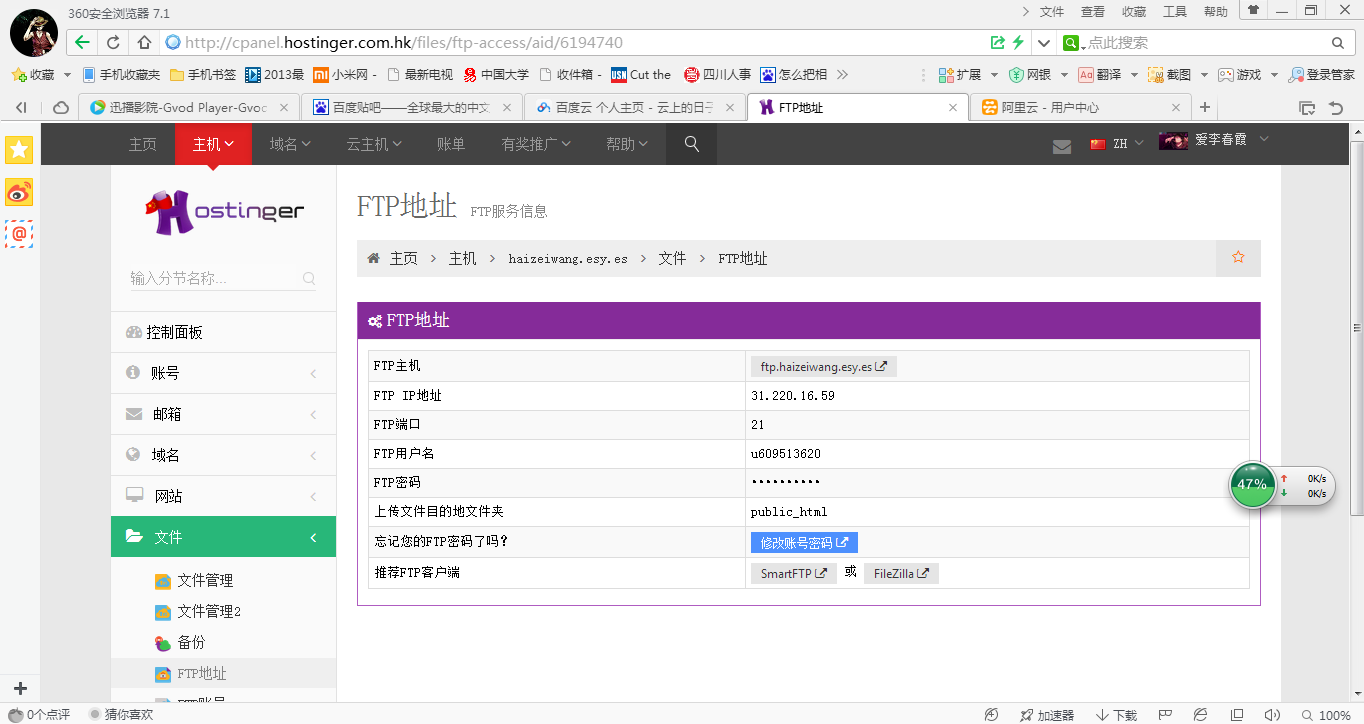 360安全浏览器 7.1
文件 查看 收藏 工具 帮助
http://cpanel.hostinger.com.hk/files/ftp-access/aid/6194740
点此搜索
收藏 手机收藏夹 手机书签 2013最 小米网 - 最新电视 中国大学 收件箱 - Cut the 四川人事 怎么把相 扩展 网银 翻译 截图 游戏 登录管家
迅播影院-Gvod Player-Gvoc 百度贴吧——全球最大的中文 百度云 个人主页 - 云上的日子 FTP地址 阿里云 - 用户中心
主页 主机 域名 云主机 账单 有奖推广 帮助 ZH 爱李春霞
Hostinger
FTP地址 FTP服务信息
主页 主机 haizeiwang.esy.es 文件 FTP地址
输入分节名称...
控制面板
账号
邮箱
域名
网站
文件
文件管理
文件管理2
备份
FTP地址
FTP账号
FTP地址
FTP主机 ftp.haizeiwang.esy.es
FTP IP地址 31.220.16.59
FTP端口 21
FTP用户名 u609513620
FTP密码 ••••••••••
上传文件目的地文件夹 public_html
忘记您的FTP密码了吗? 修改账号密码
推荐FTP客户端 SmartFTP 或 FileZilla
47% 0K/s
0K/s
0个点评 猜你喜欢 加速器 下载 100%